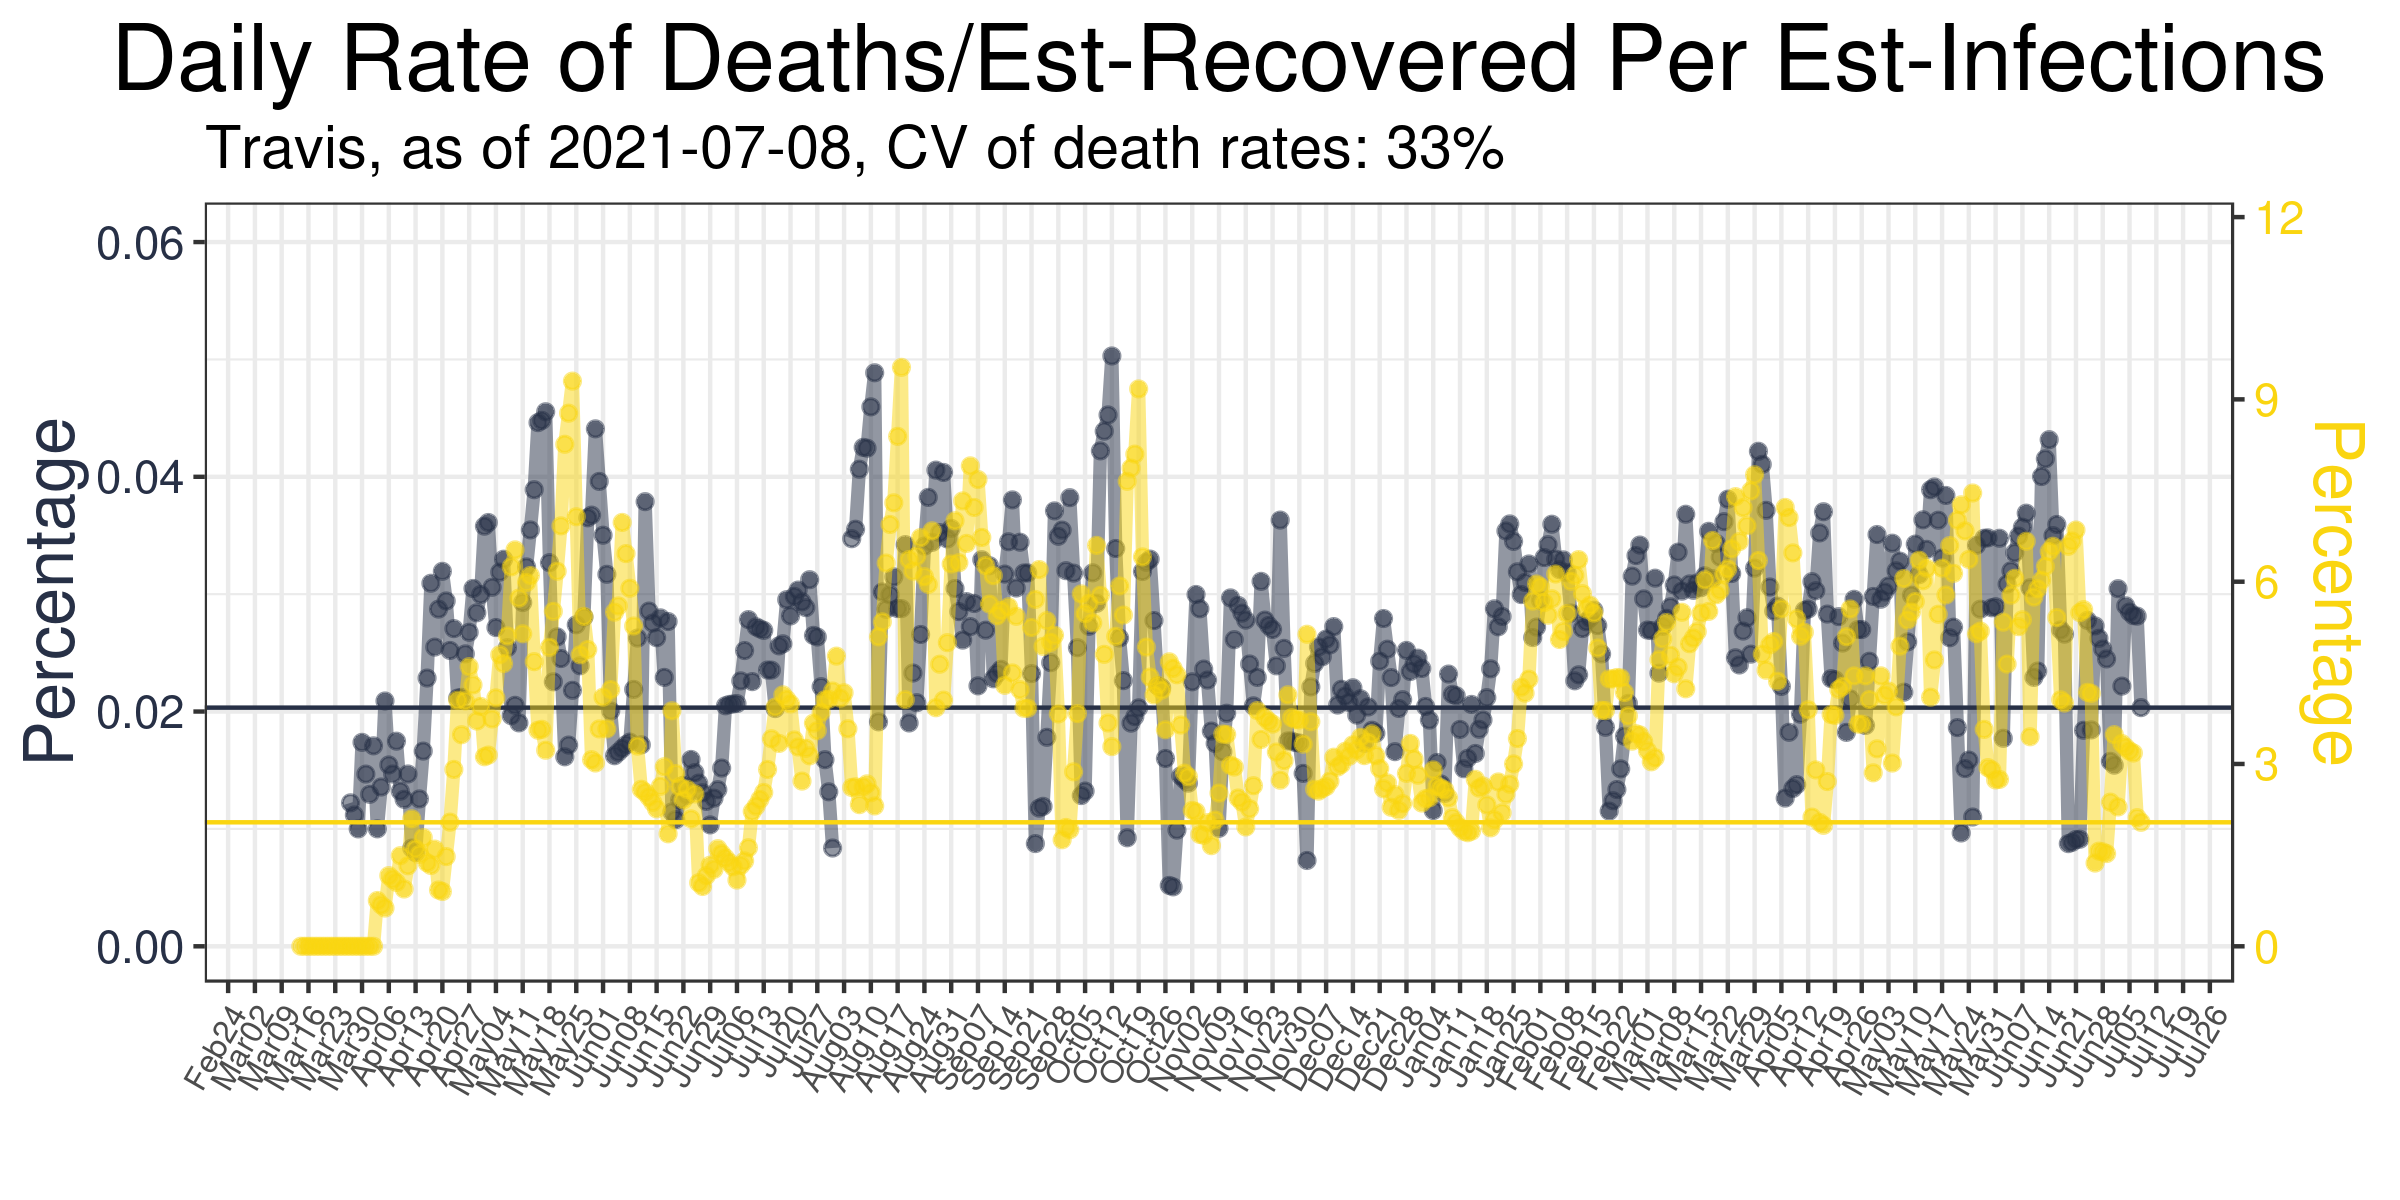 Daily Rate of Deaths/Est-Recovered Per Est-Infections
Travis, as of 2021-07-08, CV of death rates: 33%
Percentage
0.06
0.04
0.02
0.00
12
9
6
3
0
Percentage
Feb24
Mar02
Mar09
Mar16
Mar23
Mar30
Apr06
Apr13
Apr20
Apr27
May04
May11
May18
May25
Jun01
Jun08
Jun15
Jun22
Jun29
Jul06
Jul13
Jul20
Jul27
Aug03
Aug10
Aug17
Aug24
Aug31
Sep07
Sep14
Sep21
Sep28
Oct05
Oct12
Oct19
Oct26
Nov02
Nov09
Nov16
Nov23
Nov30
Dec07
Dec14
Dec21
Dec28
Jan04
Jan11
Jan18
Jan25
Feb01
Feb08
Feb15
Feb22
Mar01
Mar08
Mar15
Mar22
Mar29
Apr05
Apr12
Apr19
Apr26
May03
May10
May17
May24
May31
Jun07
Jun14
Jun21
Jun28
Jul05
Jul12
Jul19
Jul26